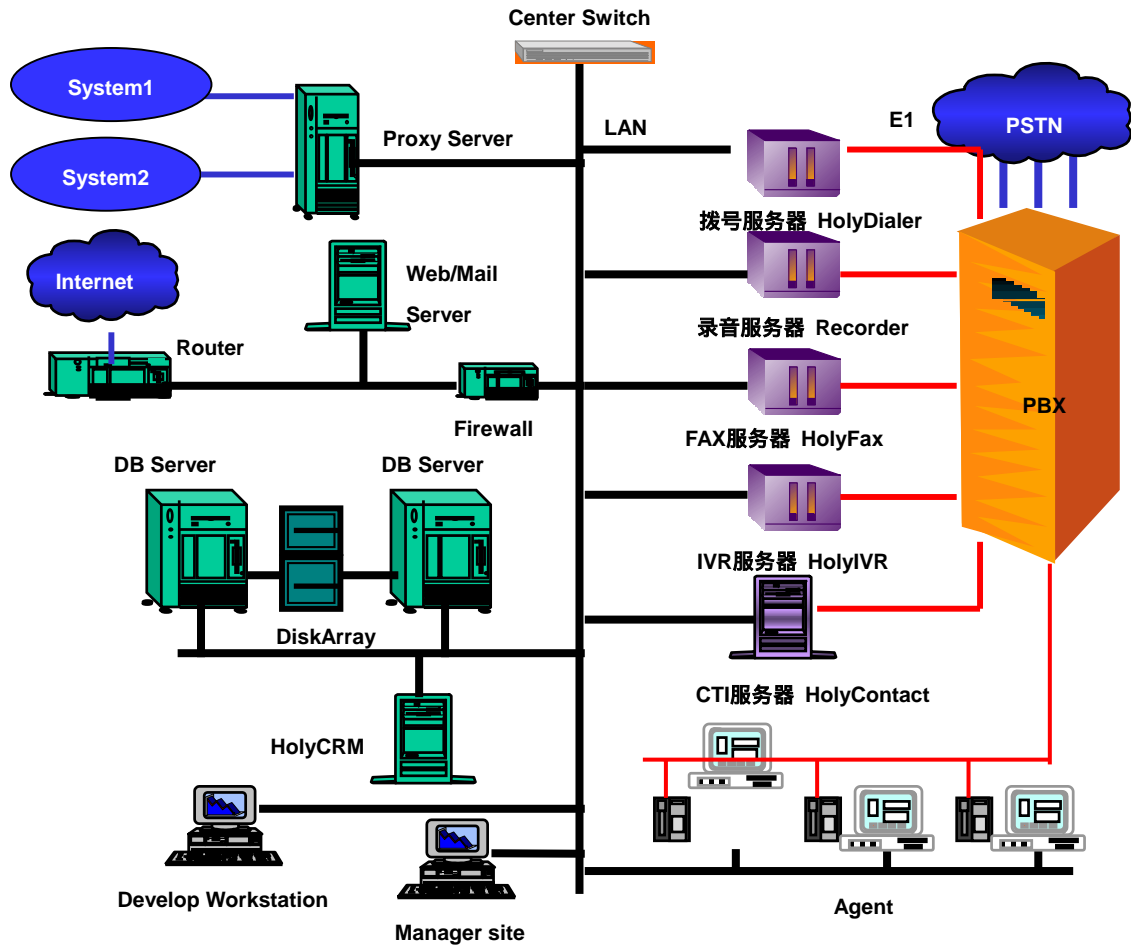 Center Switch
System1
Proxy Server
LAN
E1
PSTN
System2
拨号服务器 HolyDialer
Internet
Web/Mail
Server
Router
录音服务器 Recorder
Firewall
PBX
FAX服务器 HolyFax
DB Server
DB Server
IVR服务器 HolyIVR
DiskArray
CTI服务器 HolyContact
HolyCRM
Develop Workstation
Agent
Manager site